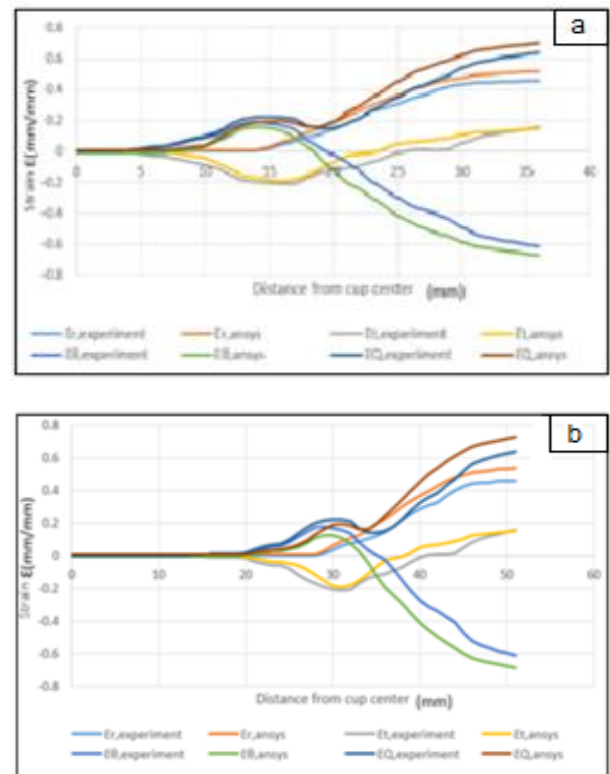 a
0.8
0.6
0.4
0.2
0
-0.2
-0.4
-0.6
-0.8
0 5 10 15 20 25 30 35 40
Strain E(mm/mm)
Distance from cup center (mm)
Er,experiment Er,ansys Et,experiment Et,ansys
Eθ,experiment Eθ,ansys EQ,experiment EQ,ansys
b
0.8
0.6
0.4
0.2
0
-0.2
-0.4
-0.6
-0.8
0 10 20 30 40 50 60
Strain E(mm/mm)
Distance from cup center (mm)
Er,experiment Er,ansys Et,experiment Et,ansys
Eθ,experiment Eθ,ansys EQ,experiment EQ,ansys